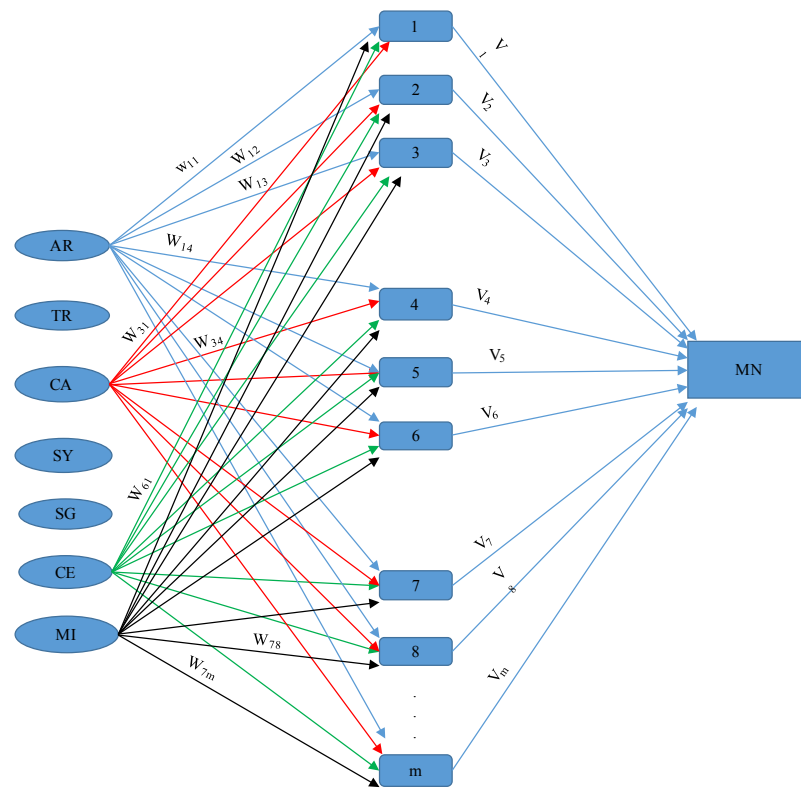 1
V1
2
V2
3
V3
w11
W12
W13
W14
AR
TR
W31
W34
4
V4
5
V5
MN
CA
6
V6
SY
W61
SG
CE
7
V7
MI
W78
8
V8
W7m
.
.
.
m
Vm